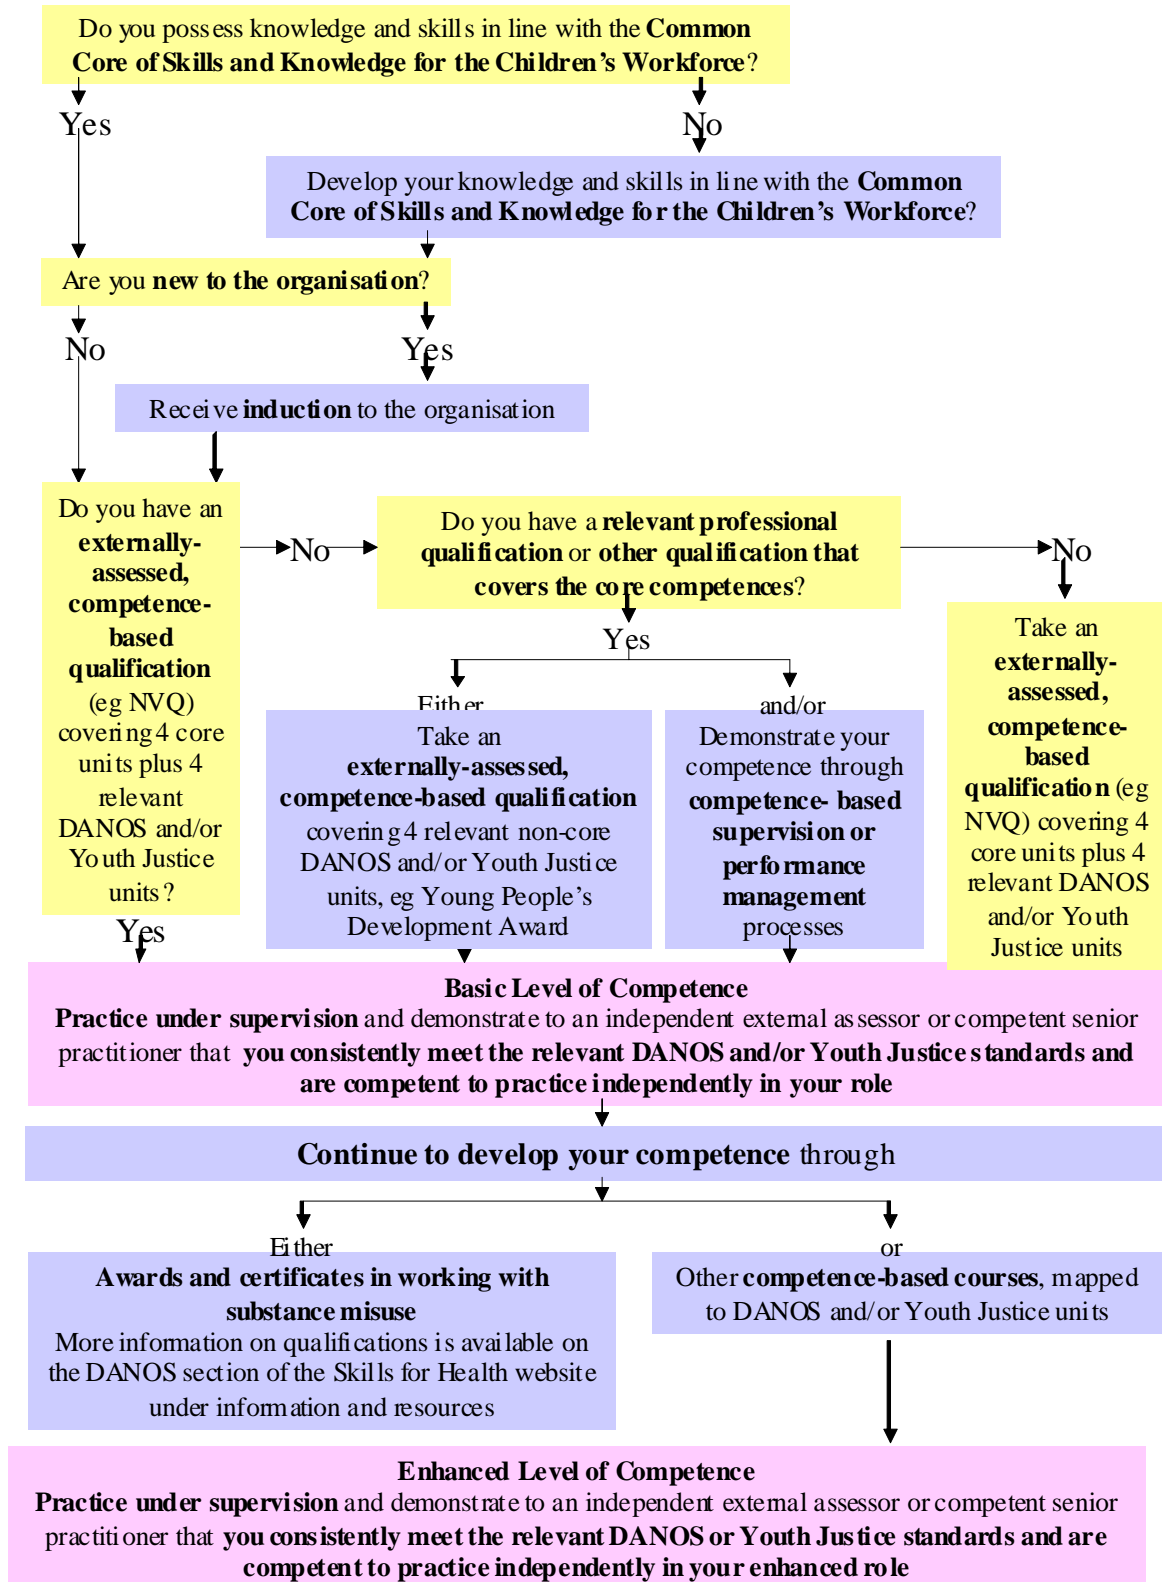 Do you possess knowledge and skills in line with the Common
Core of Skills and Knowledge for the Children's Workforce?
Yes
No
Develop your knowledge and skills in line with the Common
Core of Skills and Knowledge for the Children's Workforce?
Are you new to the organisation?
No
Yes
Receive induction to the organisation
Do you have an
externally-
assessed,
competence-
based
qualification
(eg NVQ)
covering 4 core
units plus 4
relevant
DANOS and/or
Youth Justice
units?
No
Do you have a relevant professional
qualification or other qualification that
covers the core competences?
No
Yes
Take an
externally-
assessed,
competence-
based
qualification (eg
NVQ) covering 4
core units plus 4
relevant DANOS
and/or Youth
Justice units
Either
Take an
externally-assessed,
competence-based qualification
covering 4 relevant non-core
DANOS and/or Youth Justice
units, eg Young People's
Development Award
and/or
Demonstrate your
competence through
competence- based
supervision or
performance
management
processes
Yes
Basic Level of Competence
Practice under supervision and demonstrate to an independent external assessor or competent senior
practitioner that you consistently meet the relevant DANOS and/or Youth Justice standards and
are competent to practice independently in your role
Continue to develop your competence through
Either
Awards and certificates in working with
substance misuse
More information on qualifications is available on
the DANOS section of the Skills for Health website
under information and resources
or
Other competence-based courses, mapped
to DANOS and/or Youth Justice units
Enhanced Level of Competence
Practice under supervision and demonstrate to an independent external assessor or competent senior
practitioner that you consistently meet the relevant DANOS or Youth Justice standards and are
competent to practice independently in your enhanced role